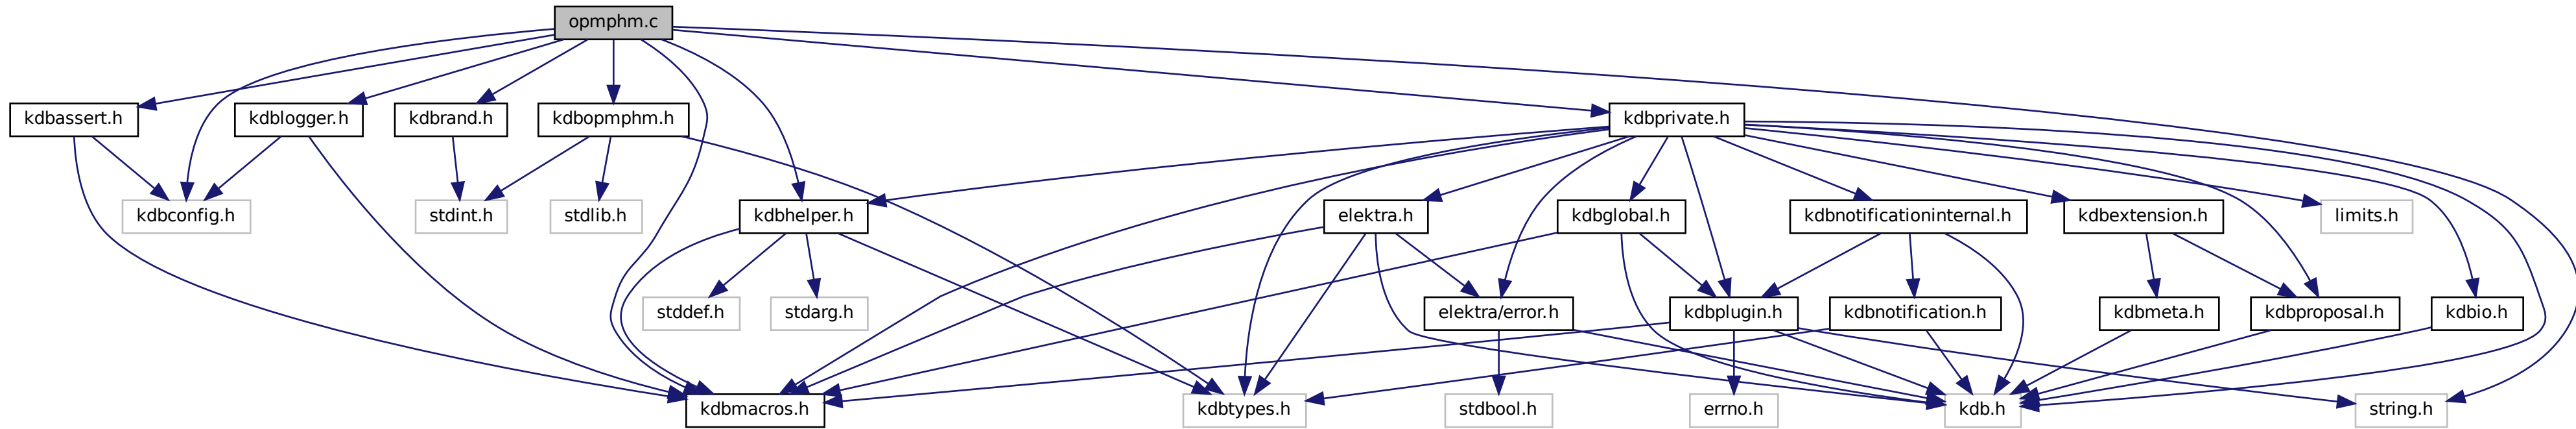 opmphm.c
kdbassert.h
kdblogger.h
kdbrand.h
kdbopmphm.h
kdbprivate.h
kdbconfig.h
stdint.h
stdlib.h
kdbhelper.h
elektra.h
kdbglobal.h
kdbnotificationinternal.h
kdbextension.h
limits.h
stddef.h
stdarg.h
elektra/error.h
kdbplugin.h
kdbnotification.h
kdbmeta.h
kdbproposal.h
kdbio.h
kdbmacros.h
kdbtypes.h
stdbool.h
errno.h
kdb.h
string.h